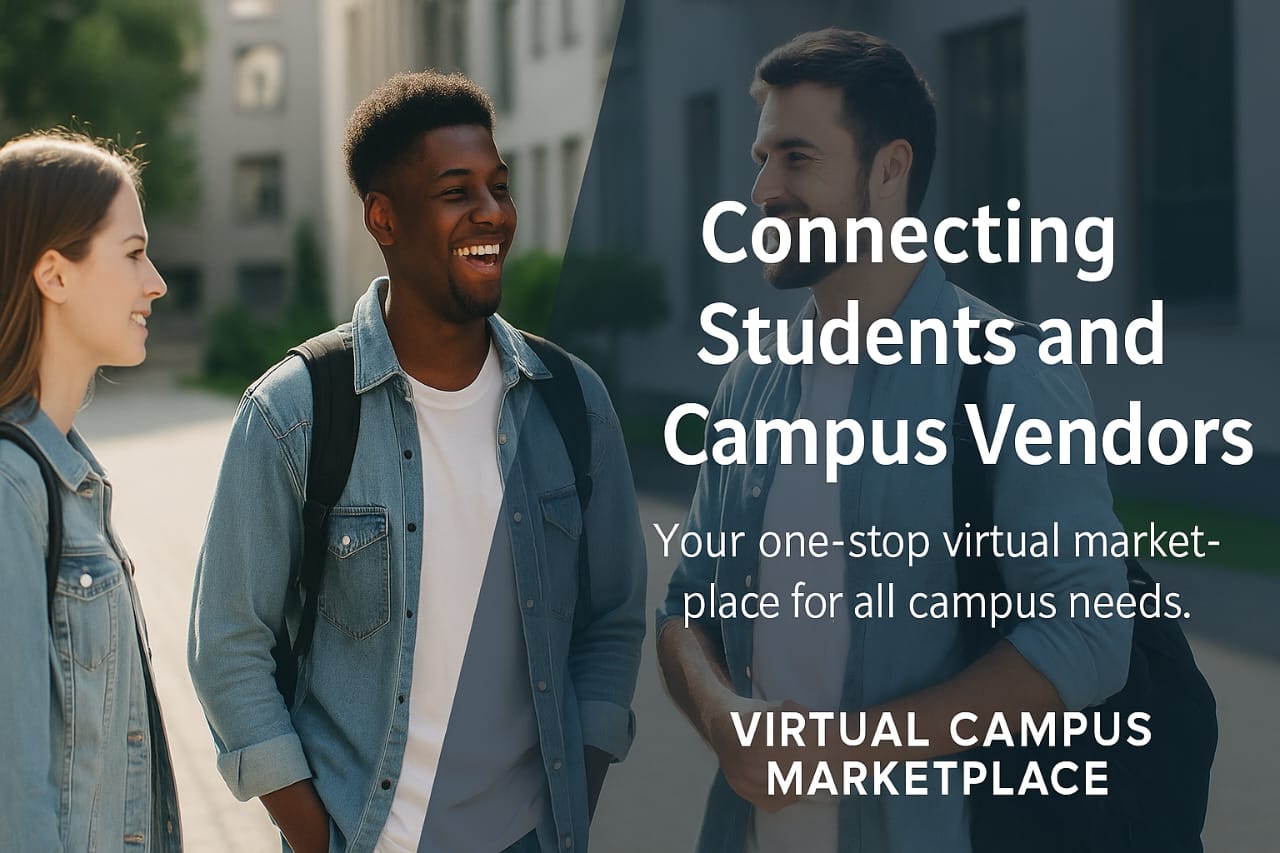 Connecting
Students and
Campus Vendors
Your one-stop virtual market-
place for all campus needs.
VIRTUAL CAMPUS
MARKETPLACE